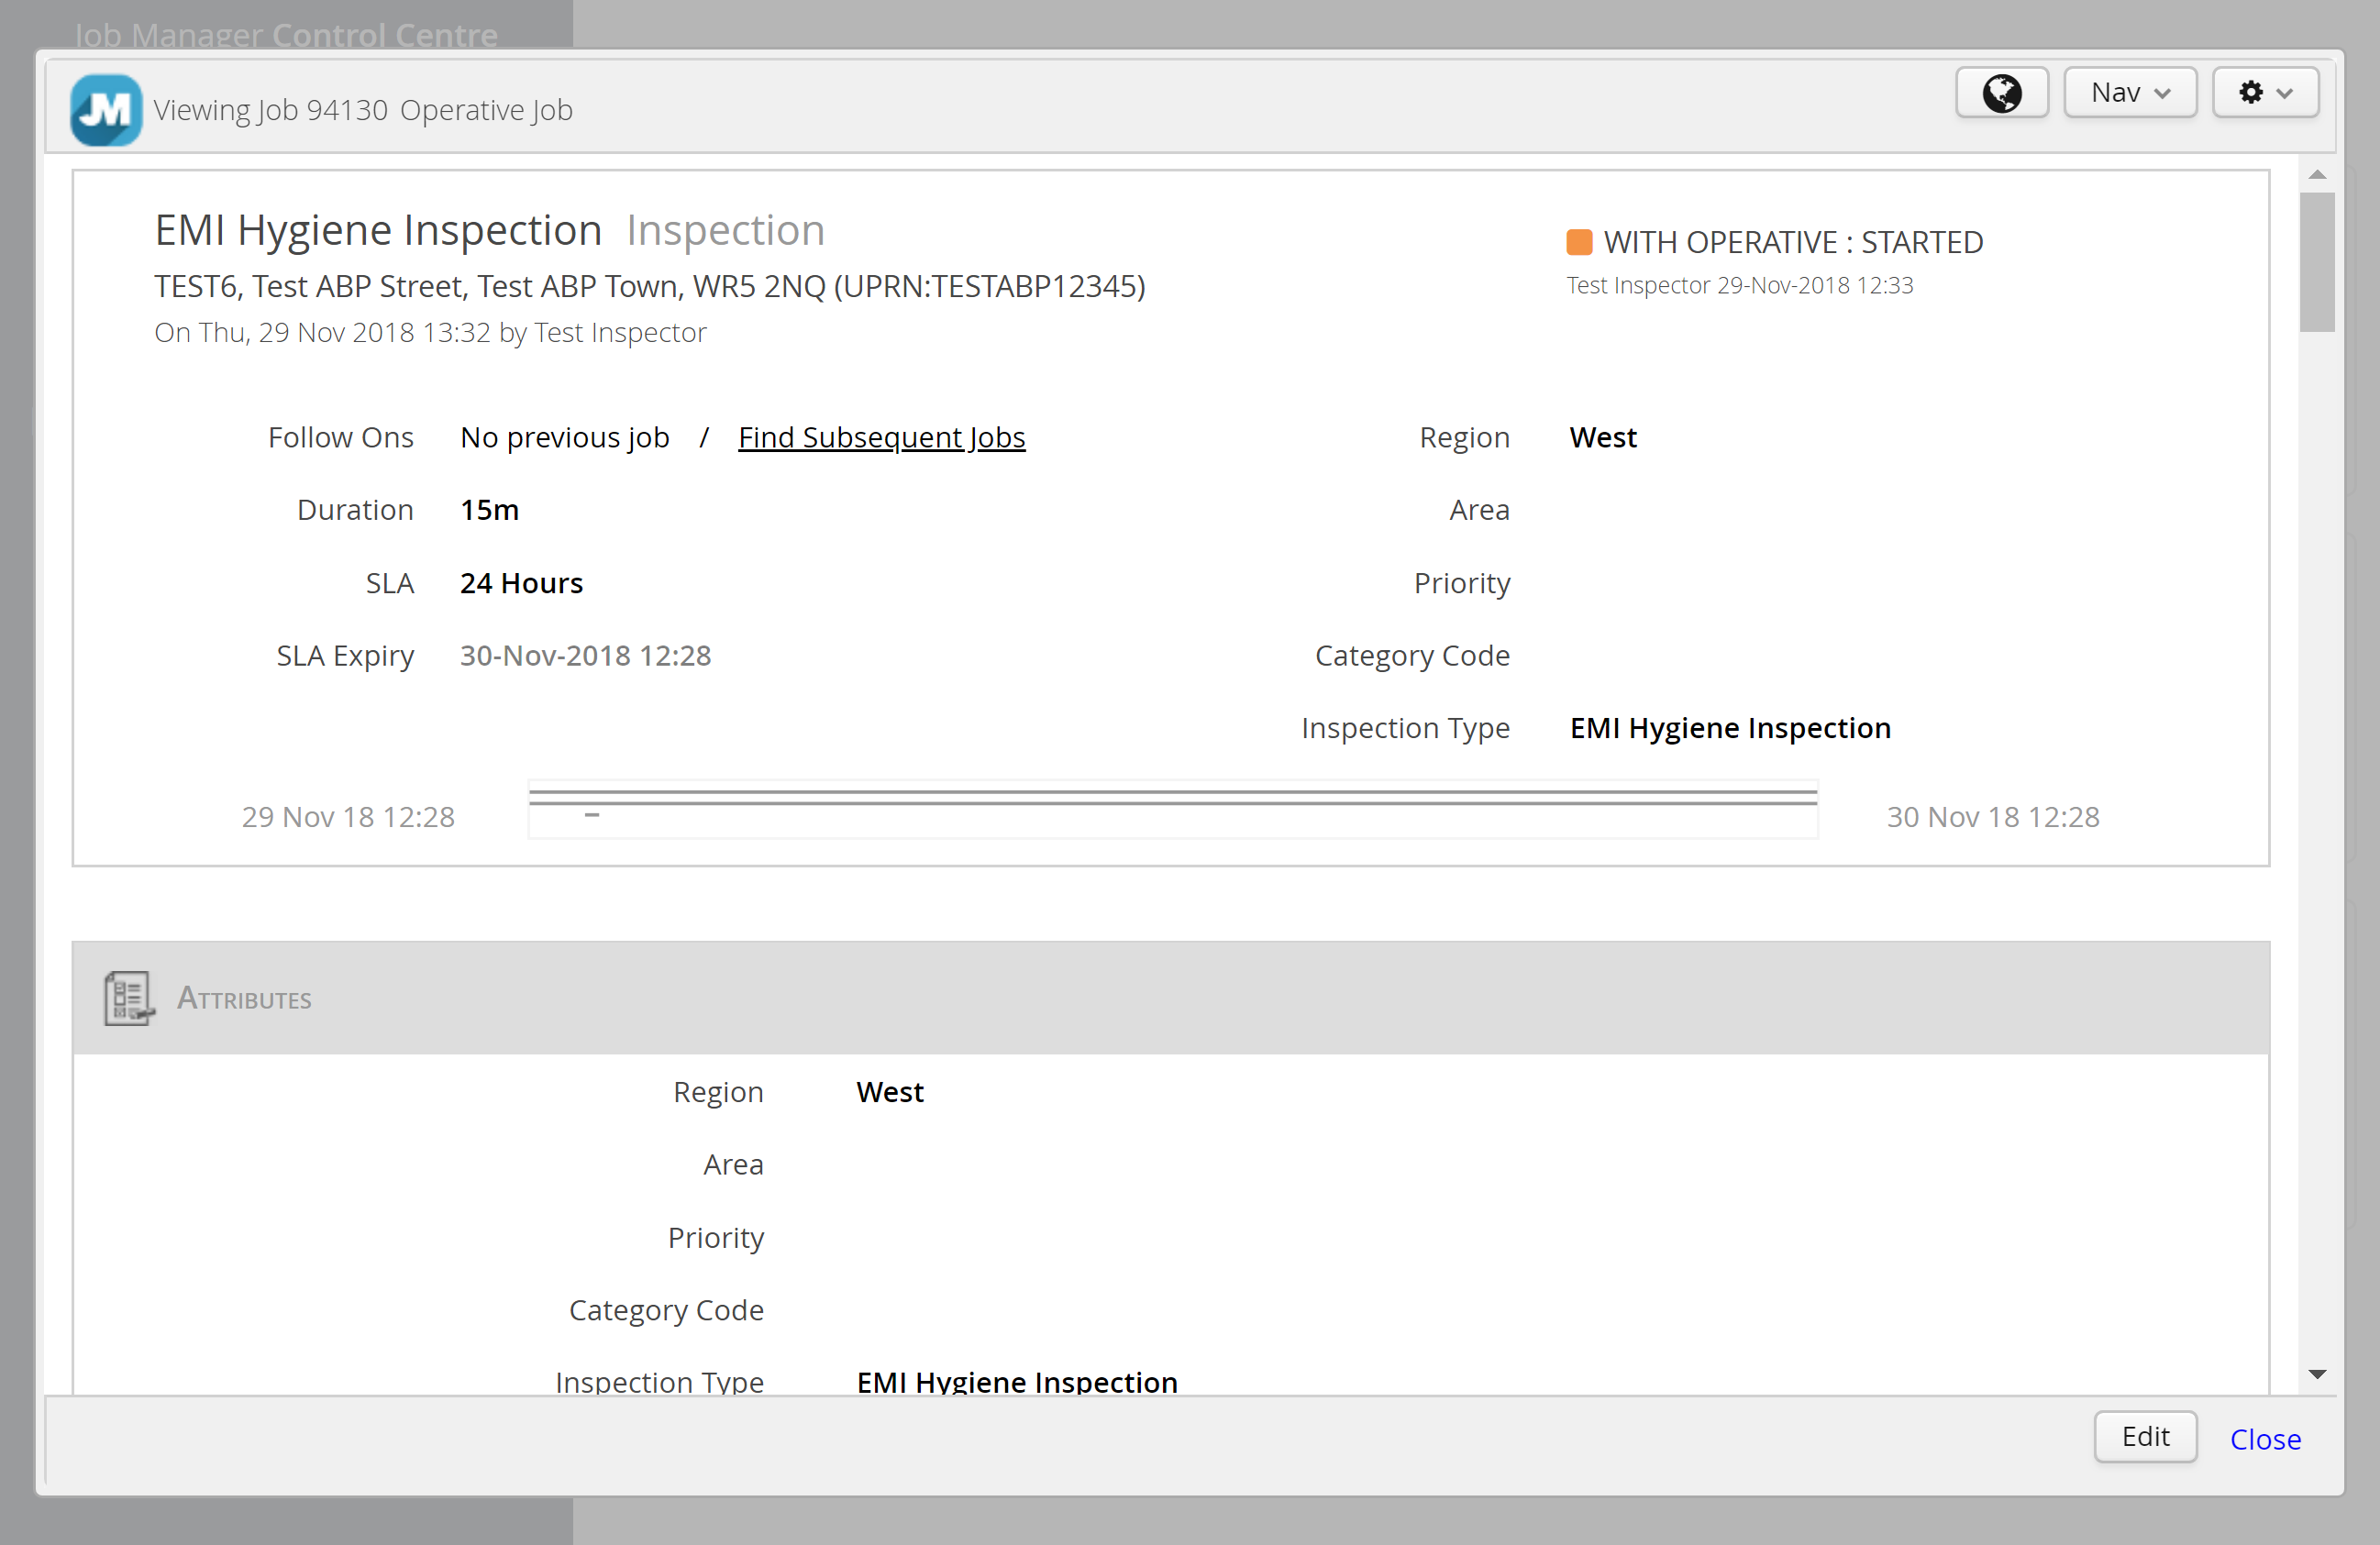 Job Manager Control Centre
JM Viewing Job 94130 Operative Job
Nav
EMI Hygiene Inspection Inspection
TEST6, Test ABP Street, Test ABP Town, WR5 2NQ (UPRN:TESTABP12345)
On Thu, 29 Nov 2018 13:32 by Test Inspector
WITH OPERATIVE : STARTED
Test Inspector 29-Nov-2018 12:33
Follow Ons No previous job / Find Subsequent Jobs
Duration 15m
SLA 24 Hours
SLA Expiry 30-Nov-2018 12:28
Region West
Area
Priority
Category Code
Inspection Type EMI Hygiene Inspection
29 Nov 18 12:28
30 Nov 18 12:28
Attributes
Region West
Area
Priority
Category Code
Inspection Type EMI Hygiene Inspection
Edit Close